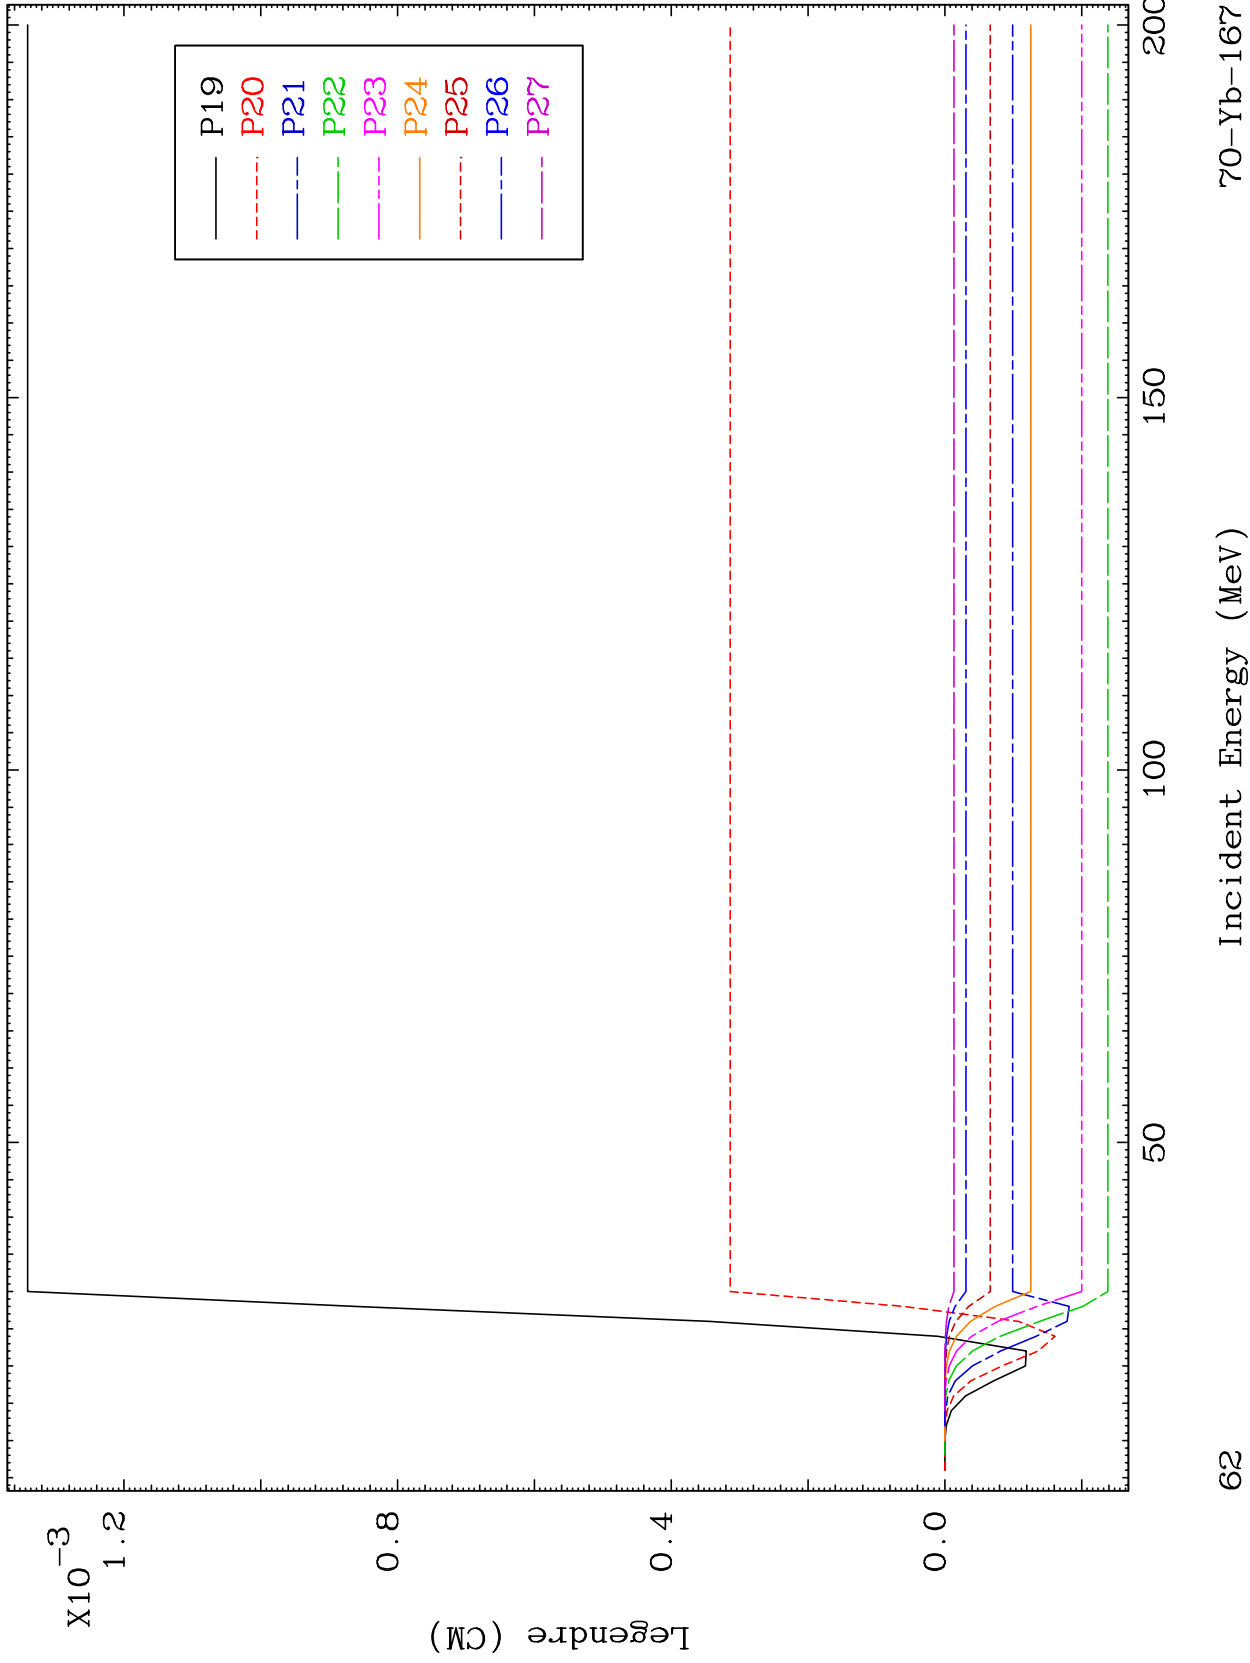 X10-3
1.2
0.8
0.4
0.0
Legendre (CM)
P19
P20
P21
P22
P23
P24
P25
P26
P27
50
100
150
200
Incident Energy (MeV)
62
70-Yb-167